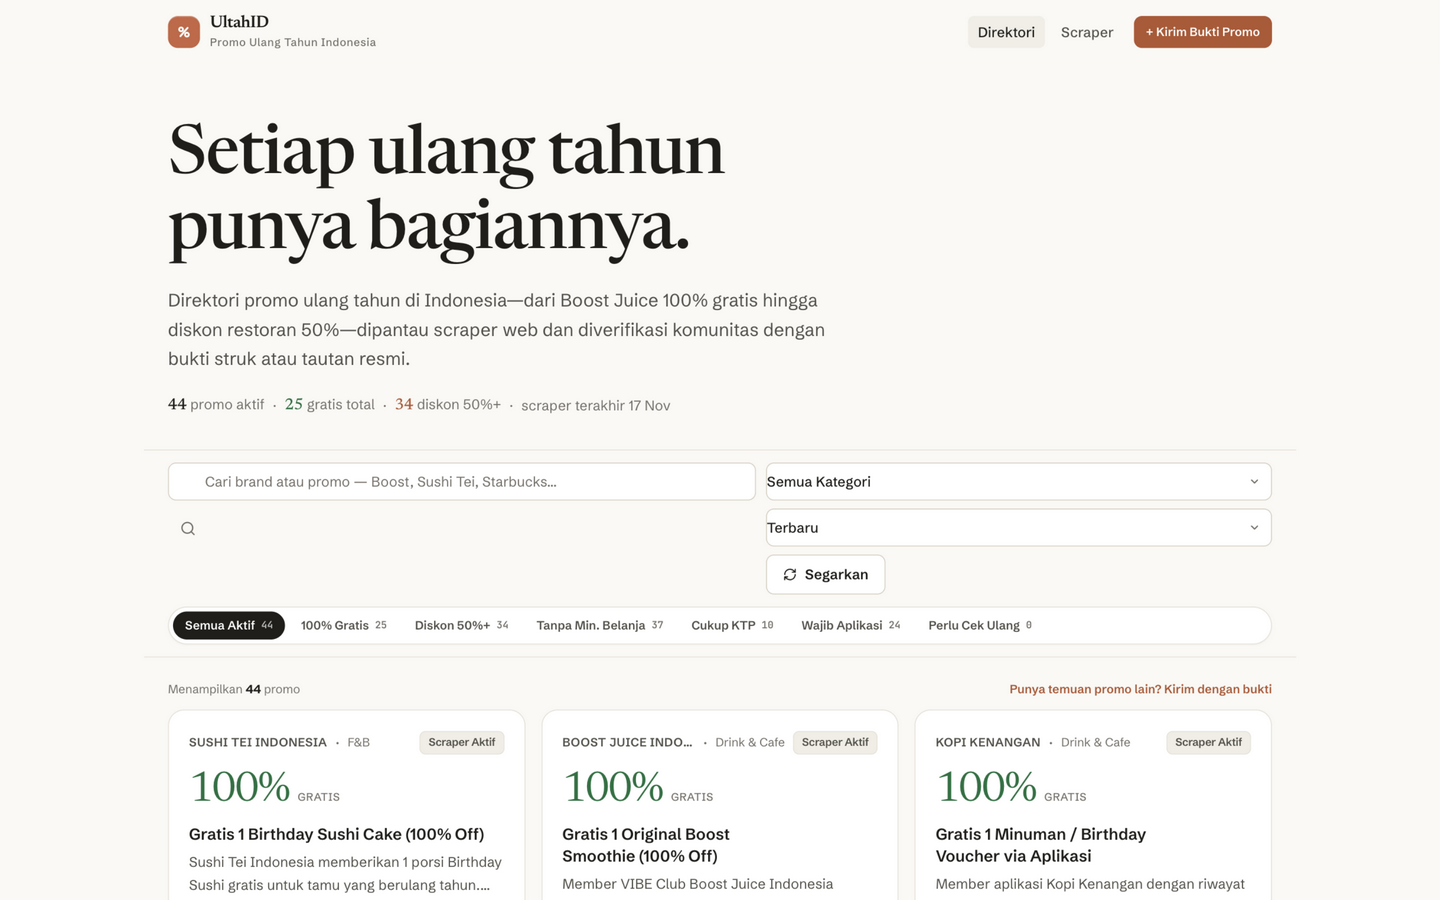 %
UltahID
Promo Ulang Tahun Indonesia
Direktori
Scraper
+ Kirim Bukti Promo
Setiap ulang tahun
punya bagiannya.
Direktori promo ulang tahun di Indonesia—dari Boost Juice 100% gratis hingga
diskon restoran 50%—dipantau scraper web dan diverifikasi komunitas dengan
bukti struk atau tautan resmi.
44 promo aktif · 25 gratis total · 34 diskon 50%+ · scraper terakhir 17 Nov
Cari brand atau promo — Boost, Sushi Tei, Starbucks...
Semua Kategori
Terbaru
Segarkan
Semua Aktif 44
100% Gratis 25
Diskon 50%+ 34
Tanpa Min. Belanja 37
Cukup KTP 10
Wajib Aplikasi 24
Perlu Cek Ulang 0
Menampilkan 44 promo
Punya temuan promo lain? Kirim dengan bukti
SUSHI TEI INDONESIA · F&B
Scraper Aktif
100% GRATIS
Gratis 1 Birthday Sushi Cake (100% Off)
Sushi Tei Indonesia memberikan 1 porsi Birthday
Sushi gratis untuk tamu yang berulang tahun....
BOOST JUICE INDO... · Drink & Cafe
Scraper Aktif
100% GRATIS
Gratis 1 Original Boost
Smoothie (100% Off)
Member VIBE Club Boost Juice Indonesia
KOPI KENANGAN · Drink & Cafe
Scraper Aktif
100% GRATIS
Gratis 1 Minuman / Birthday
Voucher via Aplikasi
Member aplikasi Kopi Kenangan dengan riwayat